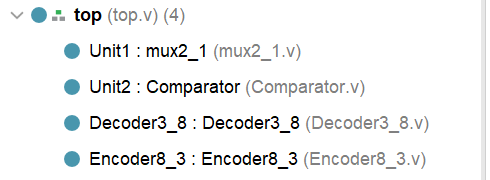 top (top.v) (4)
Unit1 : mux2_1 (mux2_1.v)
Unit2 : Comparator (Comparator.v)
Decoder3_8 : Decoder3_8 (Decoder3_8.v)
Encoder8_3 : Encoder8_3 (Encoder8_3.v)